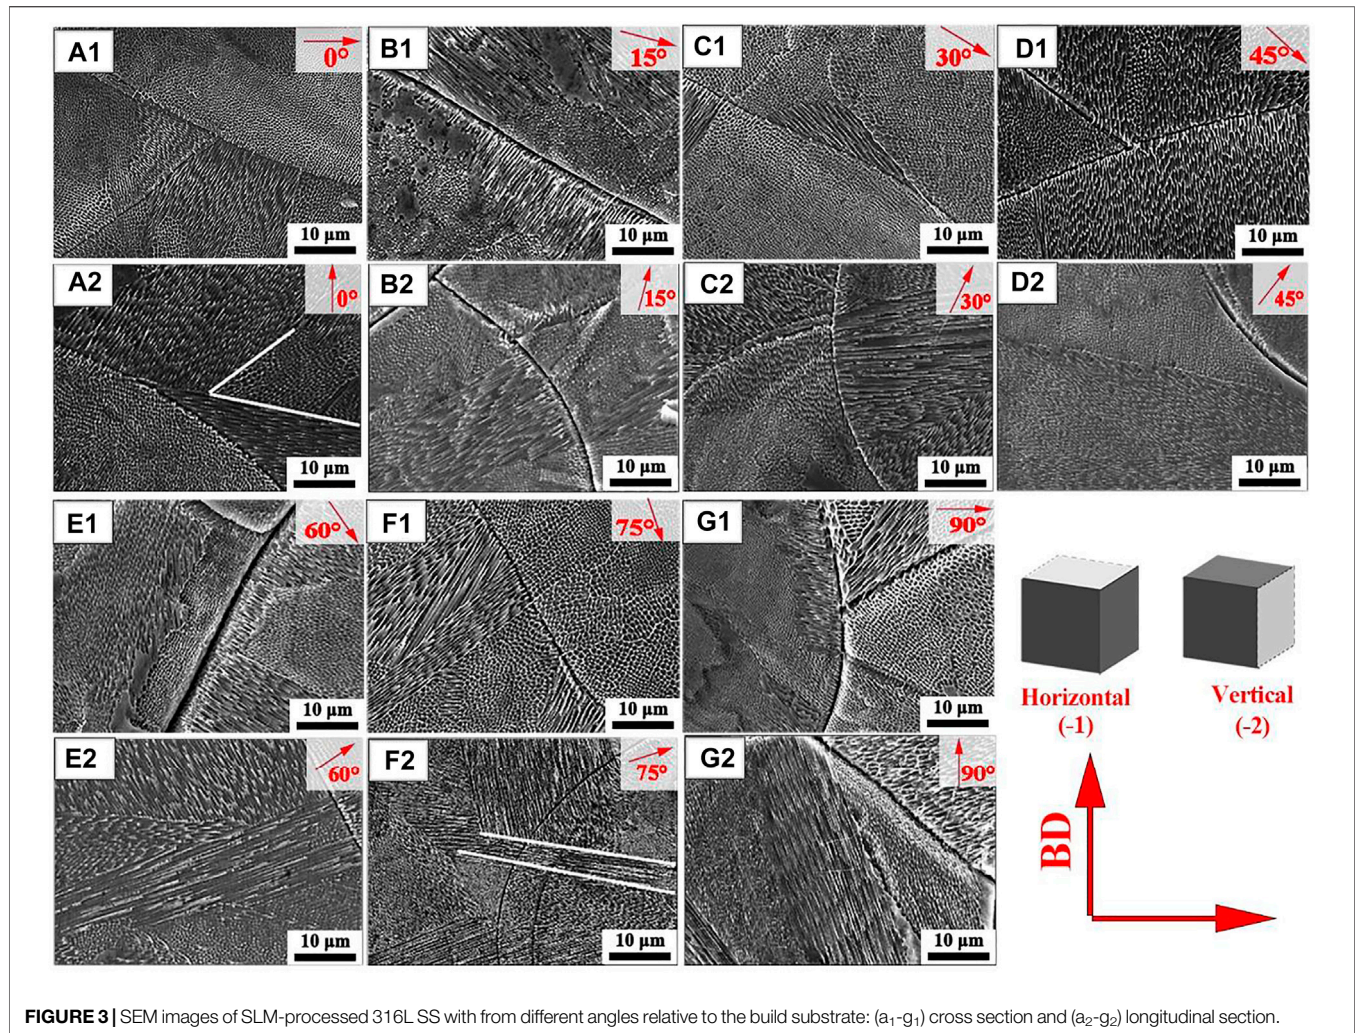 A1
0°
10 µm
B1
15°
10 µm
C1
30°
10 µm
D1
45°
10 µm
A2
0°
10 µm
B2
15°
10 µm
C2
30°
10 µm
D2
45°
10 µm
E1
60°
10 µm
F1
75°
10 µm
G1
90°
10 µm
Horizontal
(-1)
Vertical
(-2)
E2
60°
10 µm
F2
75°
10 µm
G2
90°
10 µm
BD
FIGURE 3 | SEM images of SLM-processed 316L SS with from different angles relative to the build substrate: (a₁-g₁) cross section and (a₂-g₂) longitudinal section.